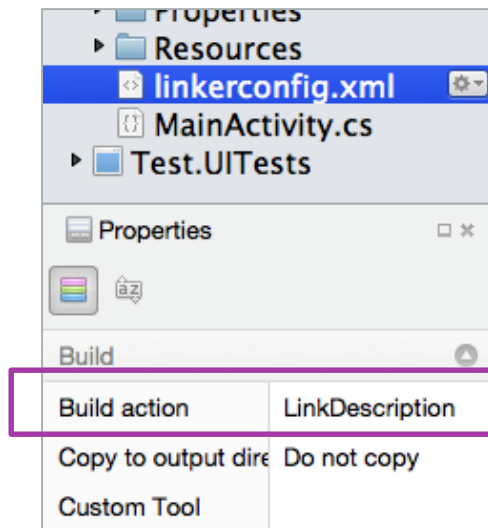 Properties
Resources
linkerconfig.xml
MainActivity.cs
Test.UITests
Properties
Build
Build action LinkDescription
Copy to output dire Do not copy
Custom Tool